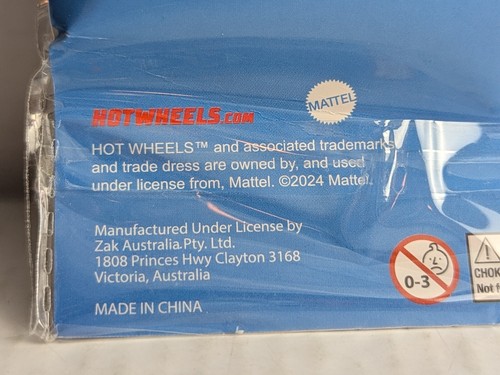 MATTEL
HOTWHEELS.COM
HOT WHEELS™ and associated trademarks
and trade dress are owned by, and used
under license from, Mattel. ©2024 Mattel.
Manufactured Under License by
Zak Australia Pty. Ltd.
1808 Princes Hwy Clayton 3168
Victoria, Australia
0-3
CHOK
Not f
MADE IN CHINA